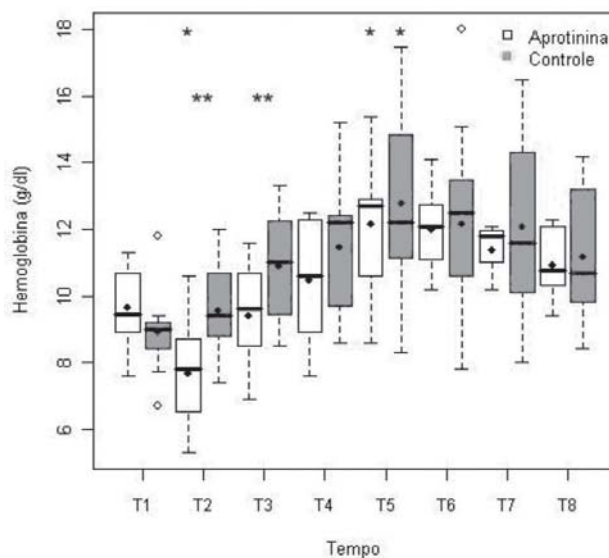 18
16
14
12
10
8
6
Hemoglobina (g/dl)
* * *
** **
Aprotinina
Controle
T1 T2 T3 T4 T5 T6 T7 T8
Tempo